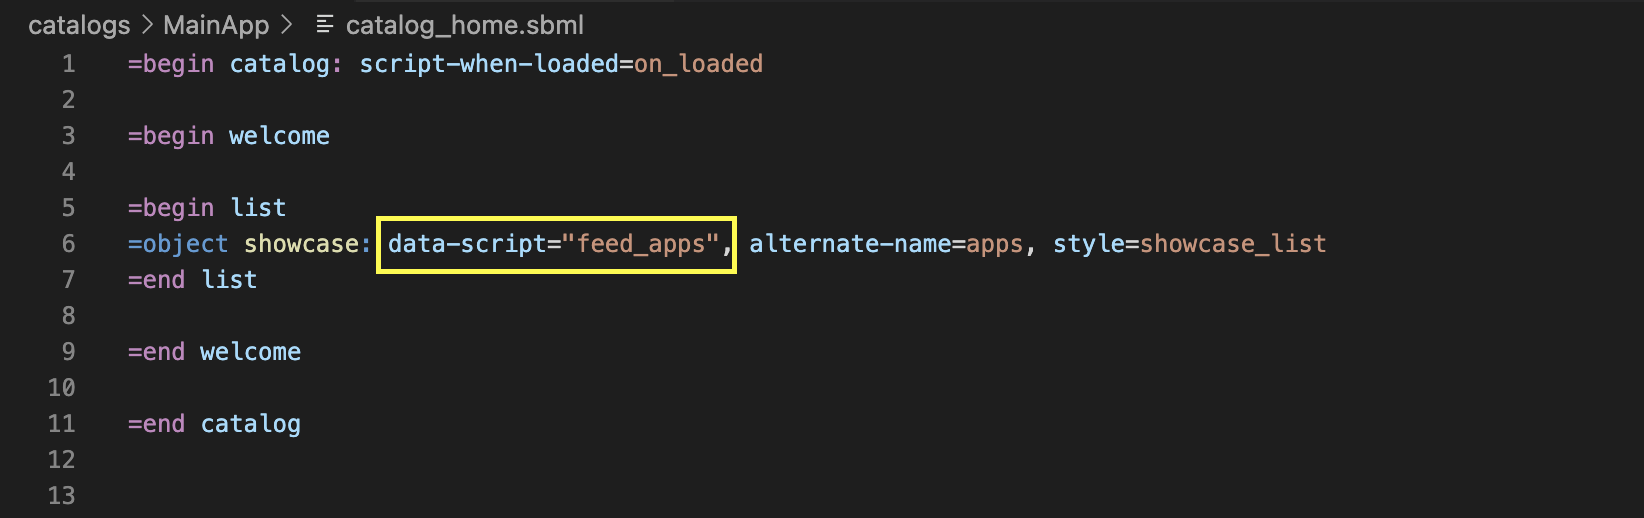 catalogs > MainApp > catalog_home.sbml
1 =begin catalog: script-when-loaded=on_loaded
2
3 =begin welcome
4
5 =begin list
6 =object showcase: data-script="feed_apps", alternate-name=apps, style=showcase_list
7 =end list
8
9 =end welcome
10
11 =end catalog
12
13